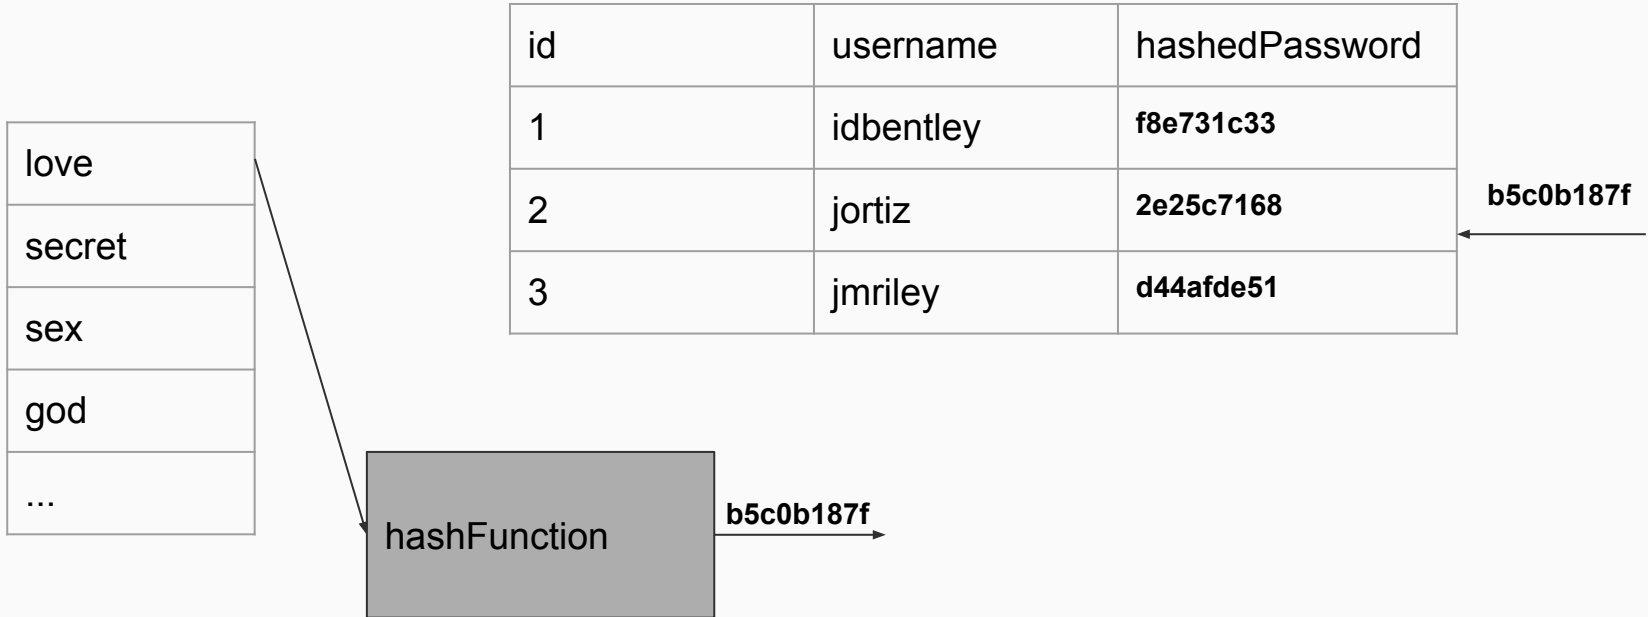 id username hashedPassword
1 idbentley f8e731c33
2 jortiz 2e25c7168
3 jmriley d44afde51
b5c0b187f
love
secret
sex
god
...
hashFunction
b5c0b187f